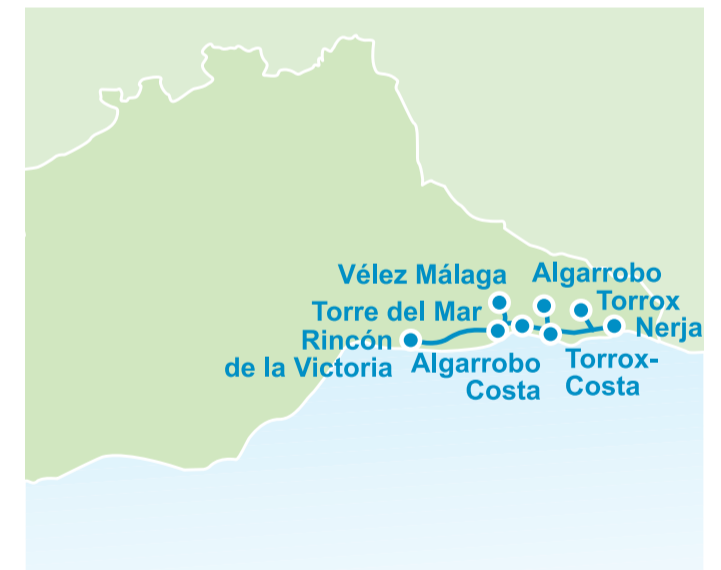 Vélez Málaga
Algarrobo
Torre del Mar
Torrox
Rincón
de la Victoria
Nerja
Algarrobo
Costa
Torrox-
Costa